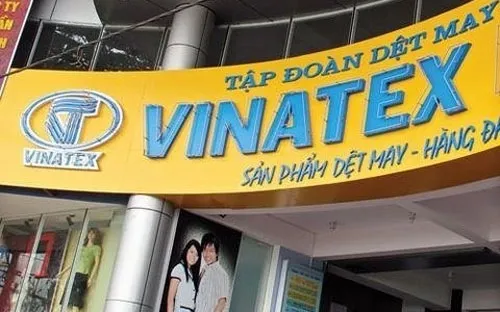 TẬP ĐOÀN DỆT MAY
VINATEX
VINATEX
SẢN PHẨM DỆT MAY - HÀNG